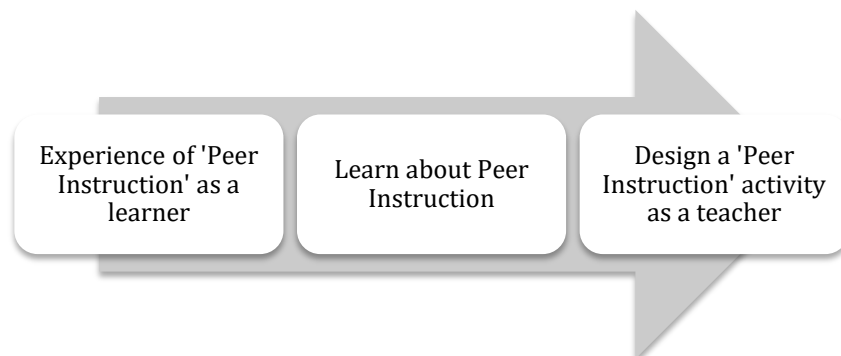 Experience of 'Peer
Instruction' as a
learner
Learn about Peer
Instruction
Design a 'Peer
Instruction' activity
as a teacher